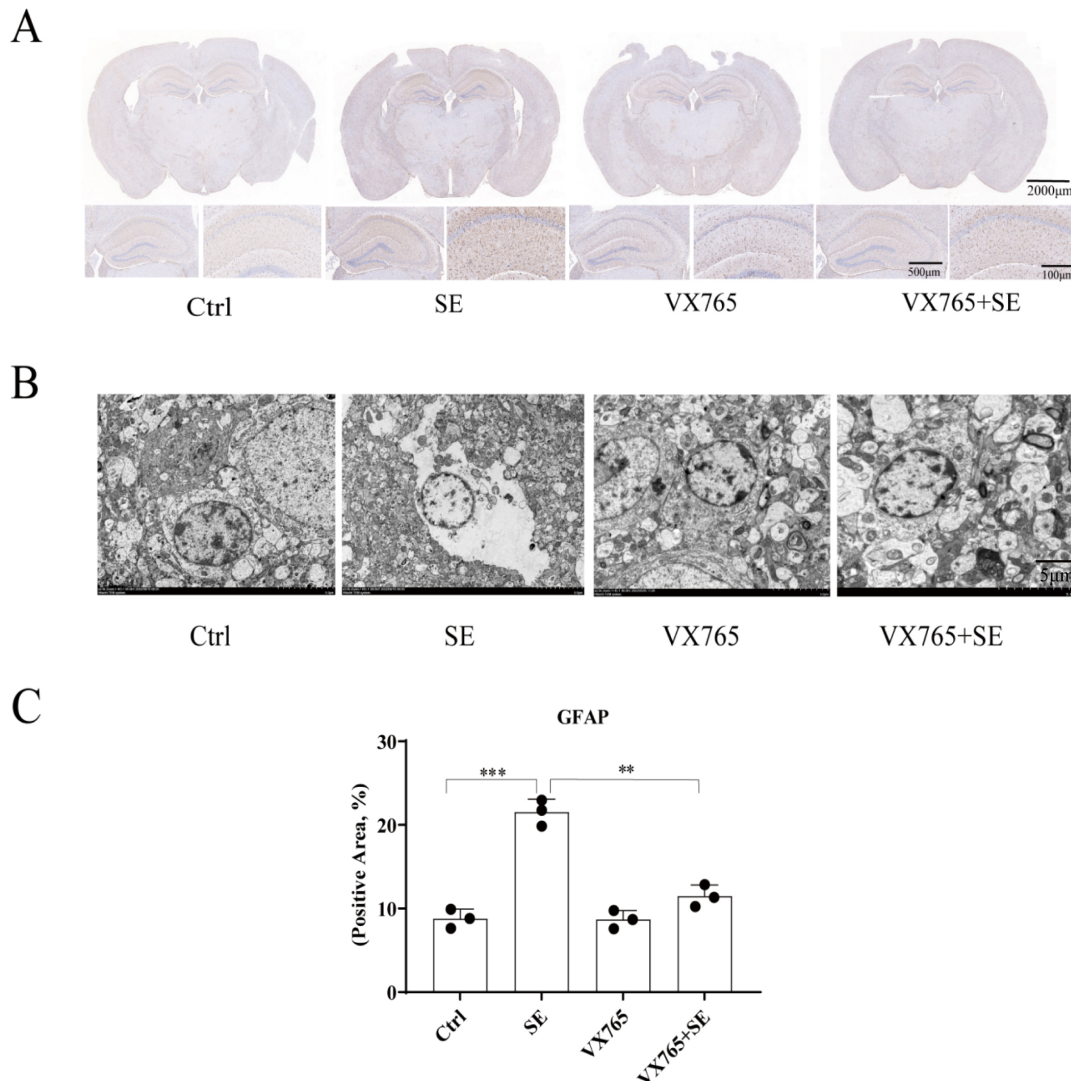 A
2000μm
500μm
100μm
Ctrl SE VX765 VX765+SE
B
5μm
Ctrl SE VX765 VX765+SE
C
GFAP
(Positive Area, %)
30
20
10
0
*** **
Ctrl SE VX765 VX765+SE